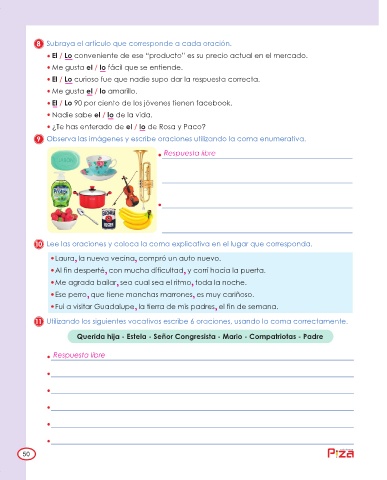 8 Subraya el artículo que corresponde a cada oración.
• El / Lo conveniente de ese “producto” es su precio actual en el mercado.
• Me gusta el / lo fácil que se entiende.
• El / Lo curioso fue que nadie supo dar la respuesta correcta.
• Me gusta el / lo amarillo.
• El / Lo 90 por ciento de los jóvenes tienen facebook.
• Nadie sabe el / lo de la vida.
• ¿Te has enterado de el / lo de Rosa y Paco?
9 Observa las imágenes y escribe oraciones utilizando la coma enumerativa.
• Respuesta libre
•
10 Lee las oraciones y coloca la coma explicativa en el lugar que corresponda.
• Laura, la nueva vecina, compró un auto nuevo.
• Al fin desperté, con mucha dificultad, y corrí hacia la puerta.
• Me agrada bailar, sea cual sea el ritmo, toda la noche.
• Ese perro, que tiene manchas marrones, es muy cariñoso.
• Fui a visitar Guadalupe, la tierra de mis padres, el fin de semana.
11 Utilizando los siguientes vocativos escribe 6 oraciones, usando la coma correctamente.
Querida hija - Estela - Señor Congresista - Mario - Compatriotas - Padre
• Respuesta libre
•
•
•
•
•
50